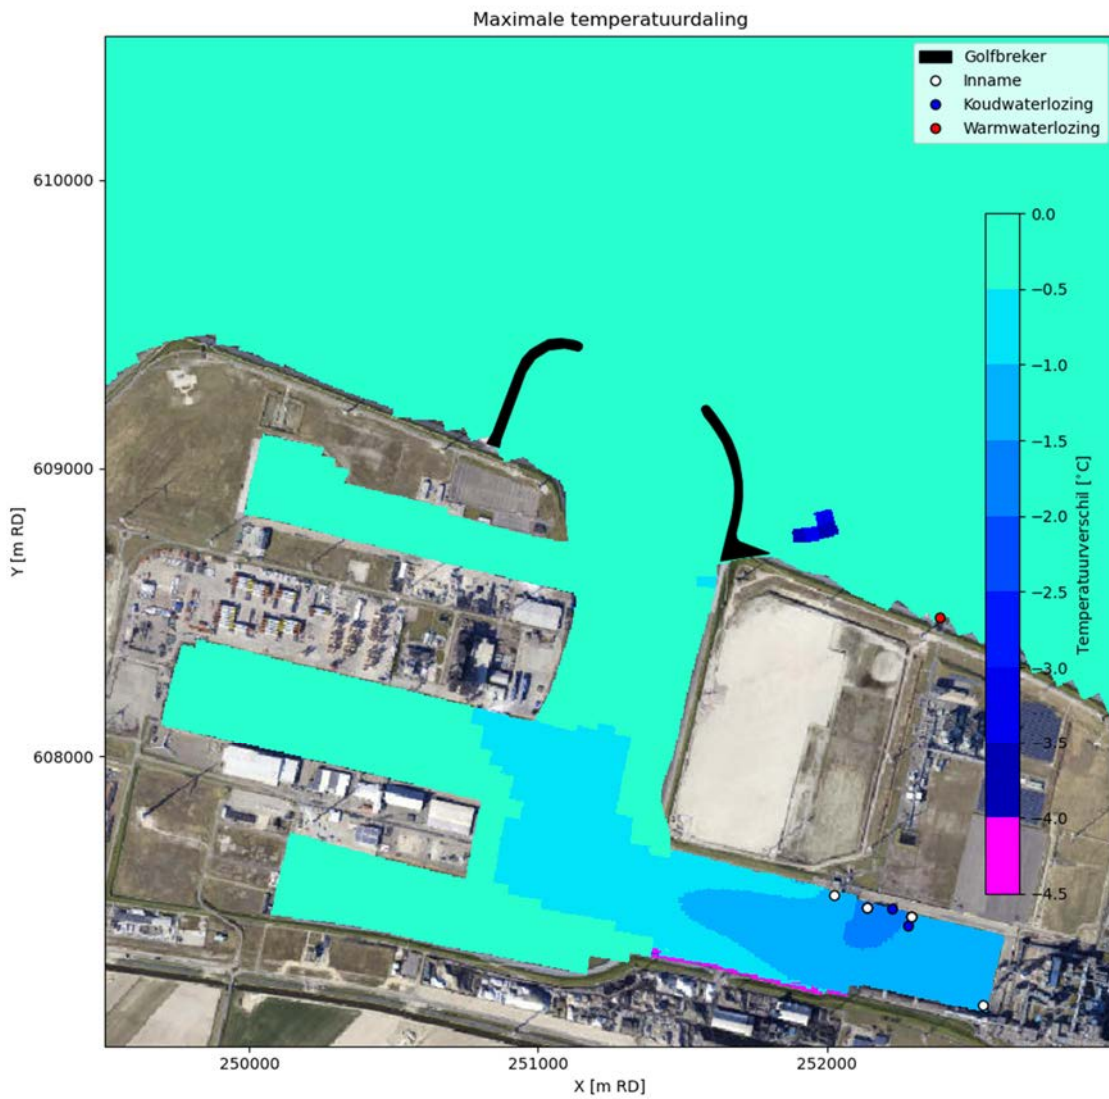 Maximale temperatuurdaling
Golfbreker
Inname
Koudwaterlozing
Warmwaterlozing
610000
609000
608000
Y [m RD]
0.0
−0.5
−1.0
−1.5
−2.0
−2.5
−3.0
−3.5
−4.0
−4.5
Temperatuurverschil [°C]
250000
251000
252000
X [m RD]